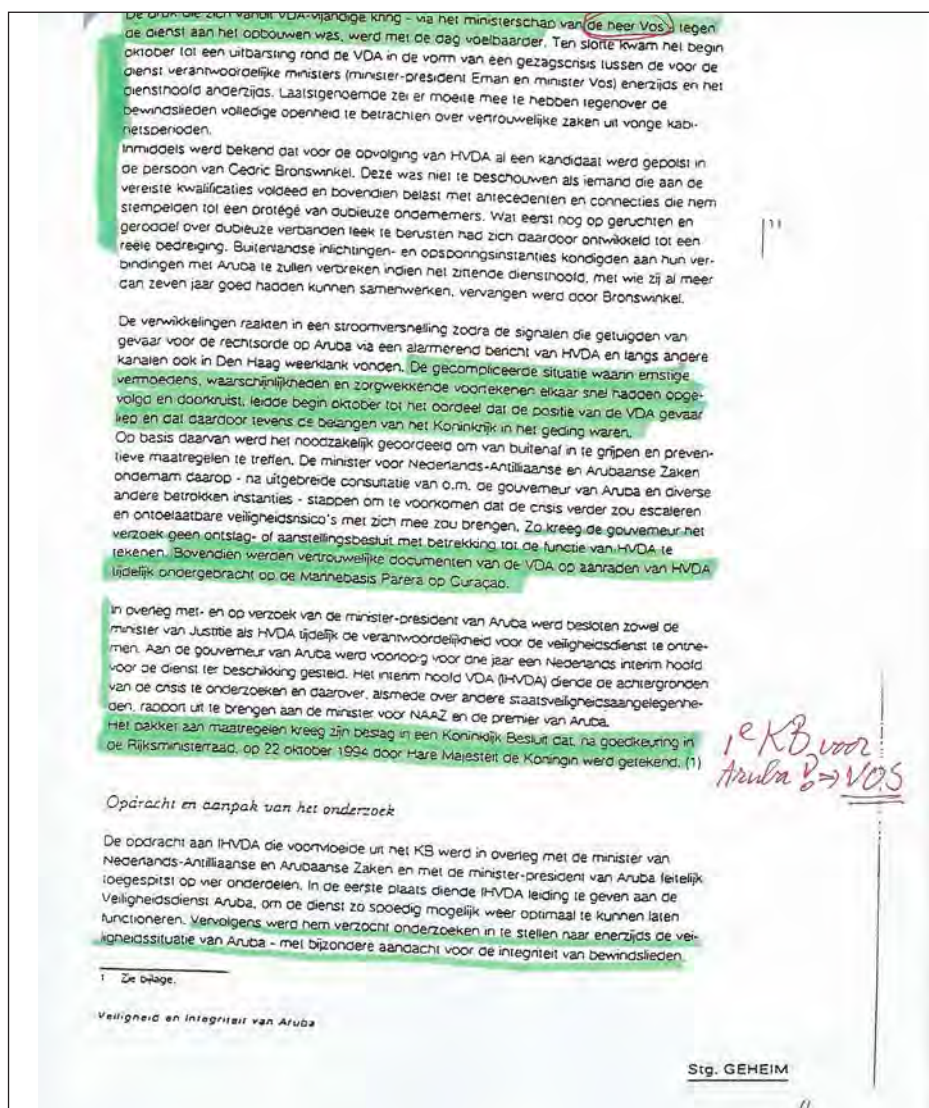 De druk die zich vanuit VDA-vijandige kring - via het ministerschap van de heer Vos - tegen
de dienst aan het opbouwen was, werd met de dag voelbaarder. Ten slotte kwam het begin
oktober tot een uitbarsting rond de VDA in de vorm van een gezagscrisis tussen de voor de
dienst verantwoordelijke ministers (minister-president Eman en minister Vos) enerzijds en het
diensthoofd anderzijds. Laatstgenoemde zei er moeite mee te hebben tegenover de
bewindslieden volledige openheid te betrachten over vertrouwelijke zaken uit vorige kabi-
netsperioden.
Inmiddels werd bekend dat voor de opvolging van HVDA al een kandidaat werd gepolst in
de persoon van Cedric Bronswinkel. Deze was niet te beschouwen als iemand die aan de
vereiste kwalificaties voldeed en bovendien belast met antecedenten en connecties die hem
stempelden tot een protégé van dubieuze ondernemers. Wat eerst nog op geruchten en
geroddel over dubieuze verbanden leek te berusten had zich daardoor ontwikkeld tot een
reële bedreiging. Buitenlandse inlichtingen- en opsporingsinstanties kondigden aan hun ver-
bindingen met Aruba te zullen verbreken indien het zittende diensthoofd, met wie zij al meer
dan zeven jaar goed hadden kunnen samenwerken, vervangen werd door Bronswinkel.
De verwikkelingen raakten in een stroomversnelling zodra de signalen die getuigden van
gevaar voor de rechtsorde op Aruba via een alarmerend bericht van HVDA en langs andere
kanalen ook in Den Haag weerklank vonden. De gecompliceerde situatie waarin ernstige
vermoedens, waarschijnlijkheden en zorgwekkende voortekenen elkaar snel hadden opge-
volgd en doorkruist, leidde begin oktober tot het oordeel dat de positie van de VDA gevaar
liep en dat daardoor tevens de belangen van het Koninkrijk in het geding waren.
Op basis daarvan werd het noodzakelijk geoordeeld om van buitenaf in te grijpen en preven-
tieve maatregelen te treffen. De minister voor Nederlands-Antilliaanse en Arubaanse Zaken
ondernam daarop - na uitgebreide consultatie van o.m. de gouverneur van Aruba en diverse
andere betrokken instanties - stappen om te voorkomen dat de crisis verder zou escaleren
en ontoelaatbare veiligheidsrisico's met zich mee zou brengen. Zo kreeg de gouverneur het
verzoek geen ontslag- of aanstellingsbesluit met betrekking tot de functie van HVDA te
tekenen. Bovendien werden vertrouwelijke documenten van de VDA op aanraden van HVDA
tijdelijk ondergebracht op de Marinebasis Parera op Curaçao.
In overleg met- en op verzoek van de minister-president van Aruba werd besloten zowel de
minister van Justitie als HVDA tijdelijk de verantwoordelijkheid voor de veiligheidsdienst te ontne-
men. Aan de gouverneur van Aruba werd voorlopig voor drie jaar een Nederlands interim hoofd
voor de dienst ter beschikking gesteld. Het interim hoofd VDA (IHVDA) diende de achtergronden
van de crisis te onderzoeken en daarover, alsmede over andere staatsveiligheidsaangelegenhe-
den, rapport uit te brengen aan de minister voor NAAZ en de premier van Aruba.
Het pakket aan maatregelen kreeg zijn beslag in een Koninklijk Besluit dat, na goedkeuring in
de Rijksministerraad, op 22 oktober 1994 door Hare Majesteit de Koningin werd getekend. (1)
1e KB voor
Aruba ⇒ VOS
Opdracht en aanpak van het onderzoek
De opdracht aan IHVDA die voortvloeide uit het KB werd in overleg met de minister van
Nederlands-Antilliaanse en Arubaanse Zaken en met de minister-president van Aruba feitelijk
toegespitst op vier onderdelen. In de eerste plaats diende IHVDA leiding te geven aan de
Veiligheidsdienst Aruba, om de dienst zo spoedig mogelijk weer optimaal te kunnen laten
functioneren. Vervolgens werd hem verzocht onderzoeken in te stellen naar enerzijds de vei-
ligheidssituatie van Aruba - met bijzondere aandacht voor de integriteit van bewindslieden.
1 Zie bijlage.
Veiligheid en Integriteit van Aruba
Stg. GEHEIM